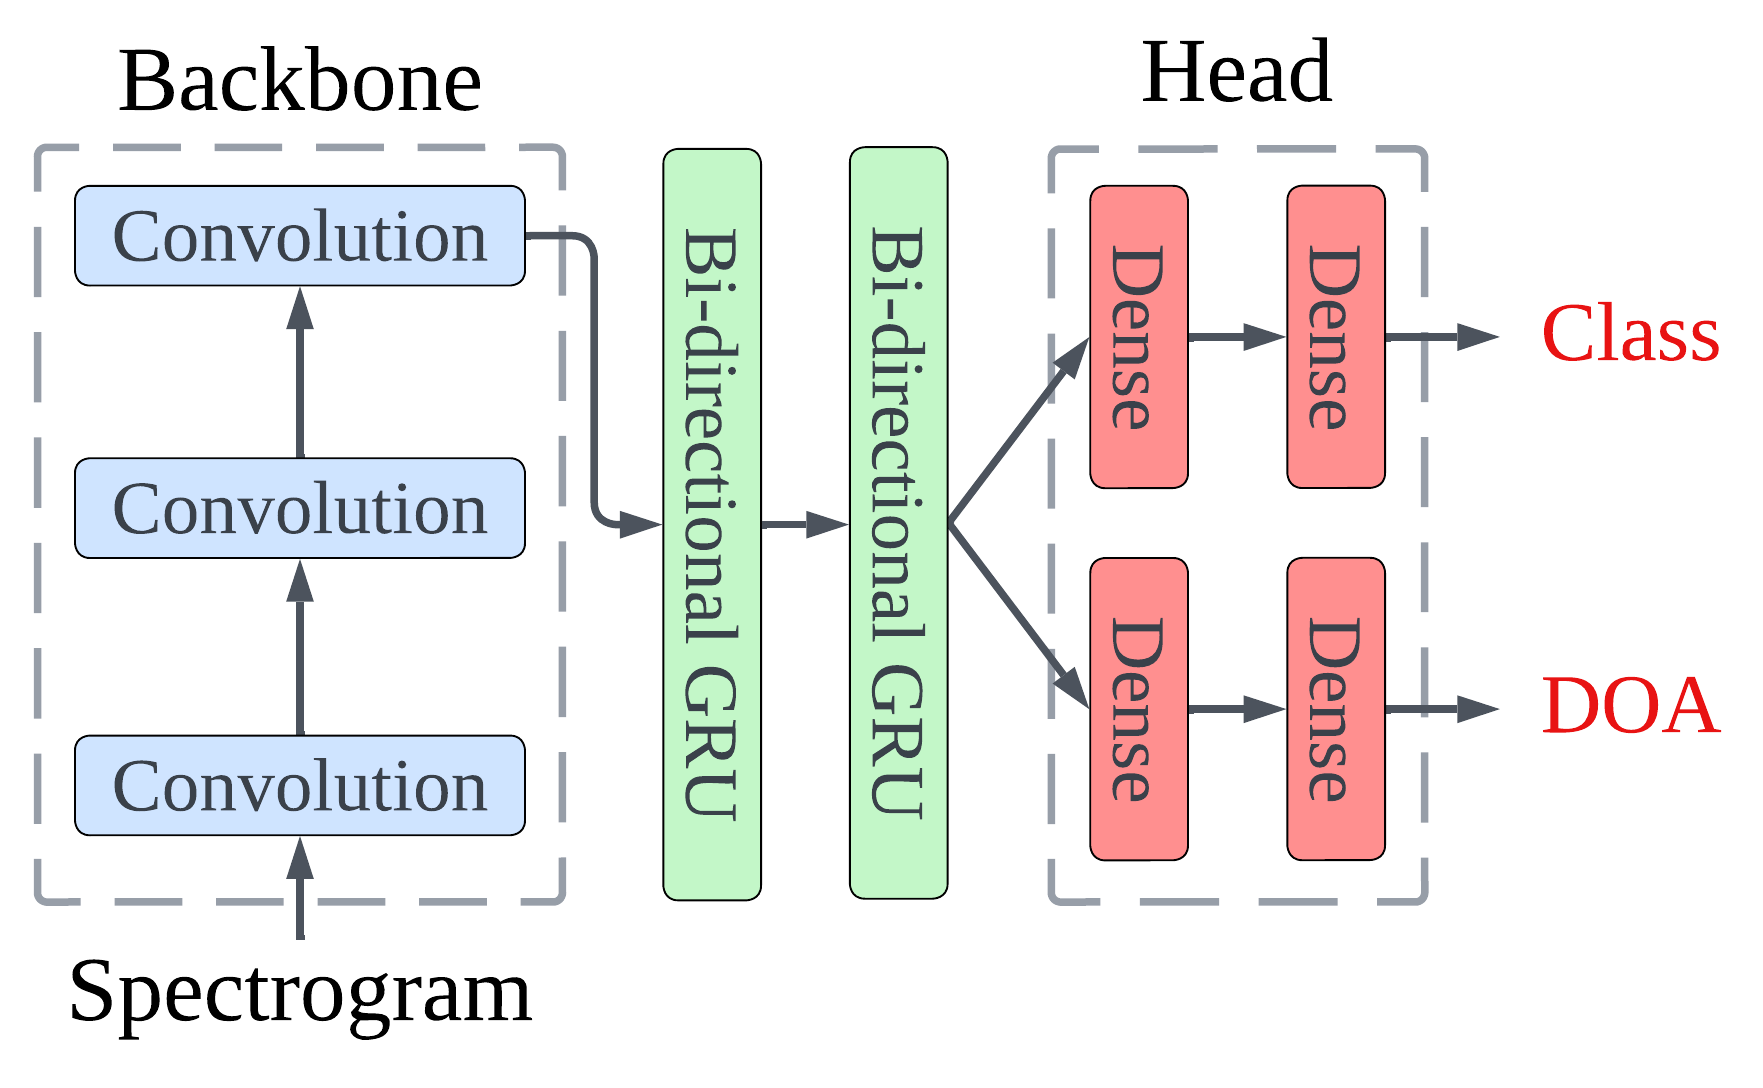 Backbone
Convolution
Convolution
Convolution
Spectrogram
Bi-directional GRU
Bi-directional GRU
Head
Dense
Dense
Class
Dense
Dense
DOA